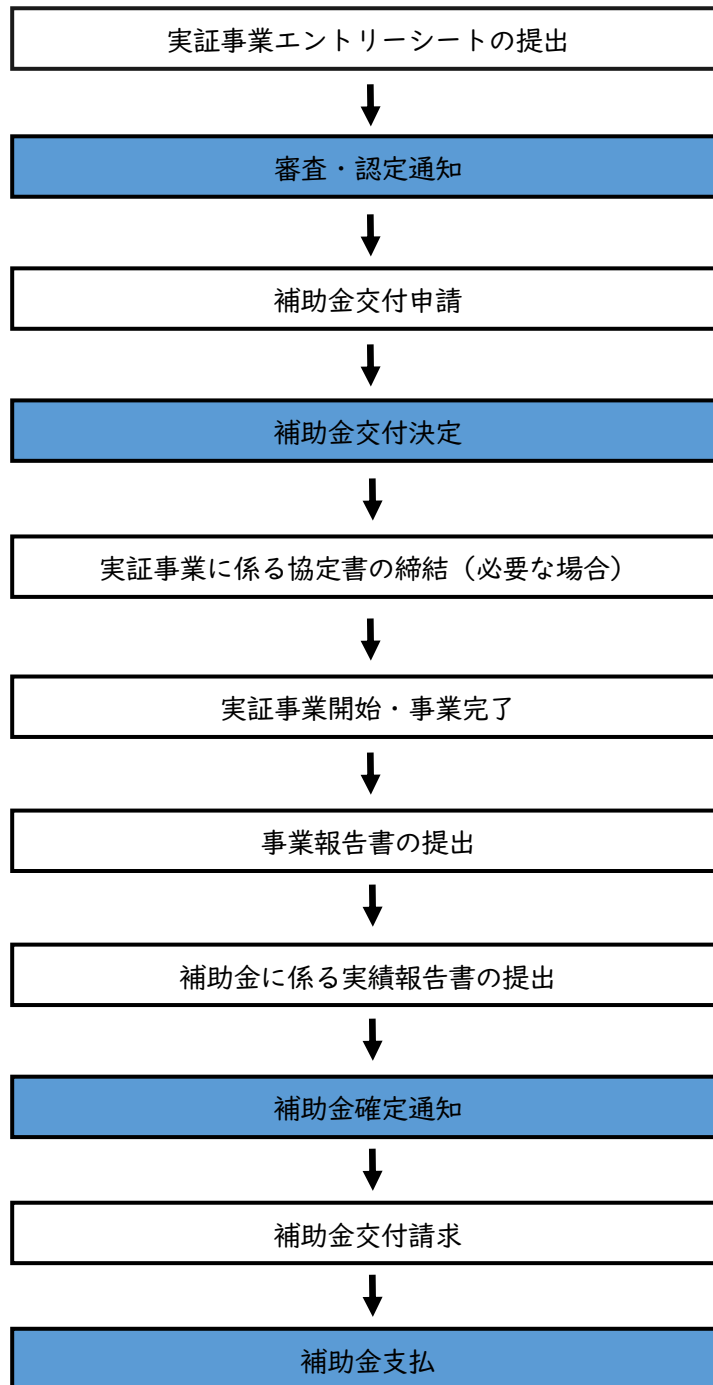 実証事業エントリーシートの提出
審査・認定通知
補助金交付申請
補助金交付決定
実証事業に係る協定書の締結（必要な場合）
実証事業開始・事業完了
事業報告書の提出
補助金に係る実績報告書の提出
補助金確定通知
補助金交付請求
補助金支払